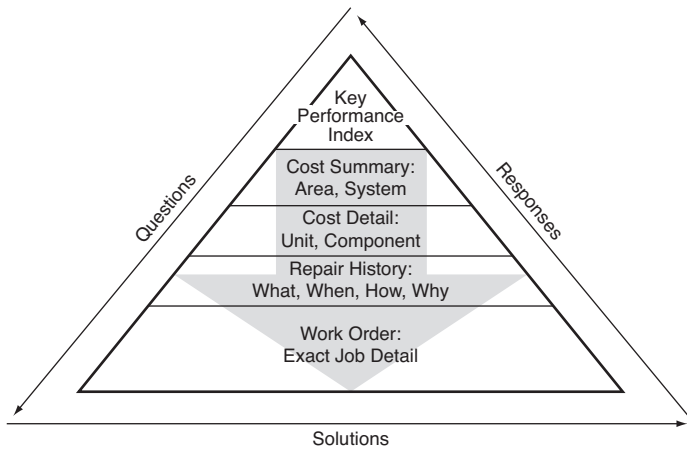 Key
Performance
Index
Cost Summary:
Area, System
Cost Detail:
Unit, Component
Repair History:
What, When, How, Why
Work Order:
Exact Job Detail
Questions
Responses
Solutions